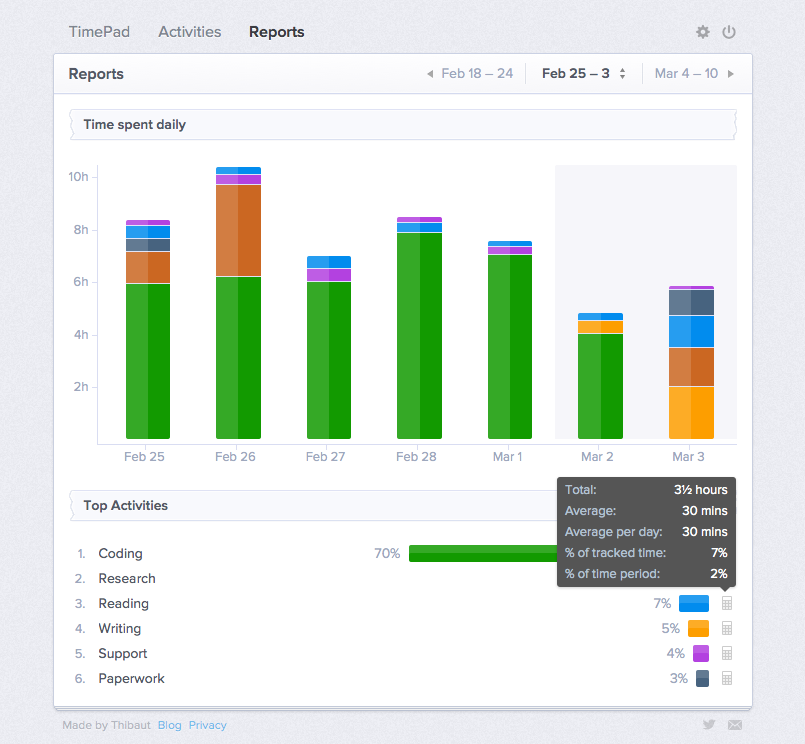 TimePad Activities Reports
Reports Feb 18 – 24 Feb 25 – 3 Mar 4 – 10
Time spent daily
10h
8h
6h
4h
2h
Feb 25 Feb 26 Feb 27 Feb 28 Mar 1 Mar 2 Mar 3
Top Activities
Total: 3½ hours
Average: 30 mins
Average per day: 30 mins
% of tracked time: 7%
% of time period: 2%
1. Coding 70%
2. Research
3. Reading 7%
4. Writing 5%
5. Support 4%
6. Paperwork 3%
Made by Thibaut Blog Privacy